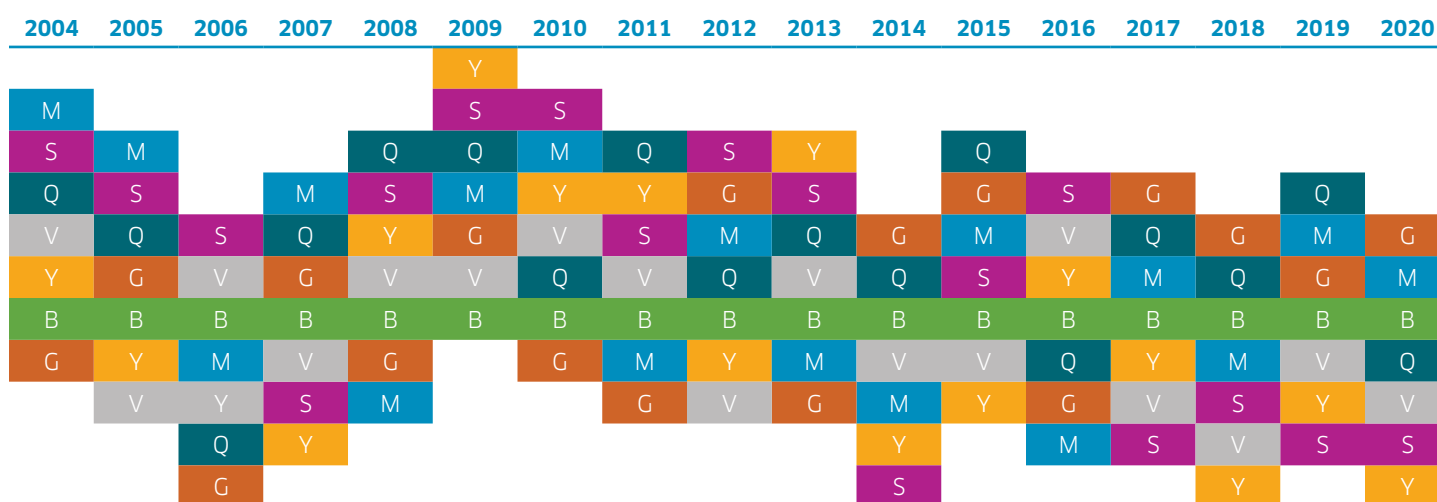 2004 2005 2006 2007 2008 2009 2010 2011 2012 2013 2014 2015 2016 2017 2018 2019 2020
Y
M S S
S M Q Q M Q S Y Q
Q S M S M Y Y G S G S G Q
V Q S Q Y G V S M Q G M V Q G M G
Y G V G V V Q V Q V Q S Y M Q G M
B B B B B B B B B B B B B B B B B
G Y M V G G M Y M V V Q Y M V Q
V Y S M G V G M Y G V S Y V
Q Y Y M S V S S
G S Y Y